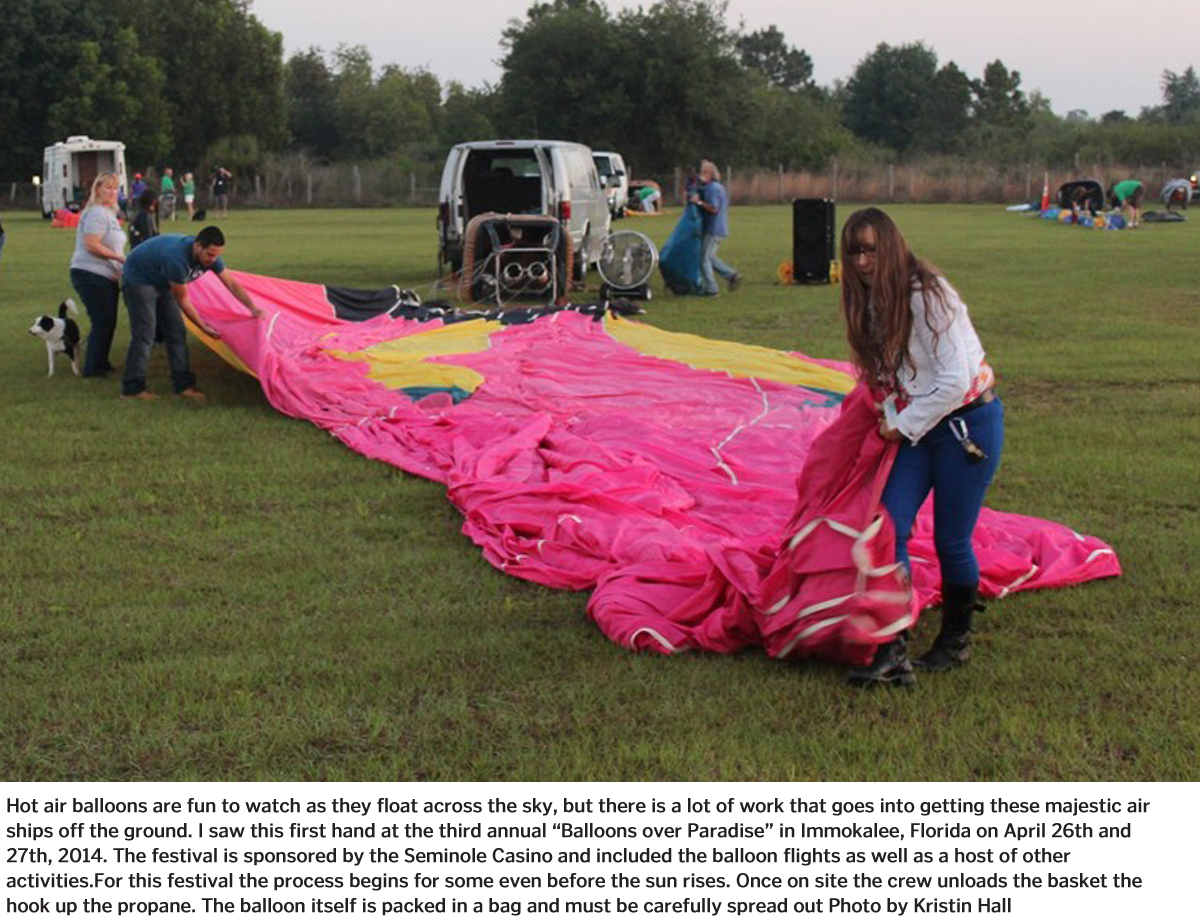 Hot air balloons are fun to watch as they float across the sky, but there is a lot of work that goes into getting these majestic air
ships off the ground. I saw this first hand at the third annual “Balloons over Paradise” in Immokalee, Florida on April 26th and
27th, 2014. The festival is sponsored by the Seminole Casino and included the balloon flights as well as a host of other
activities.For this festival the process begins for some even before the sun rises. Once on site the crew unloads the basket the
hook up the propane. The balloon itself is packed in a bag and must be carefully spread out Photo by Kristin Hall